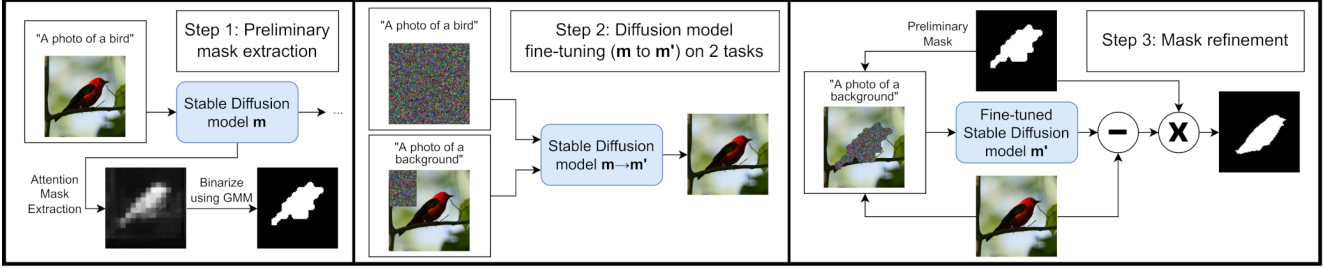 Step 1: Preliminary
mask extraction
"A photo of a bird"
Stable Diffusion
model m
...
Attention
Mask
Extraction
Binarize
using GMM
Step 2: Diffusion model
fine-tuning (m to m') on 2 tasks
"A photo of a bird"
"A photo of a
background"
Stable Diffusion
model m→m'
Step 3: Mask refinement
Preliminary
Mask
"A photo of a
background"
Fine-tuned
Stable Diffusion
model m'
−
X